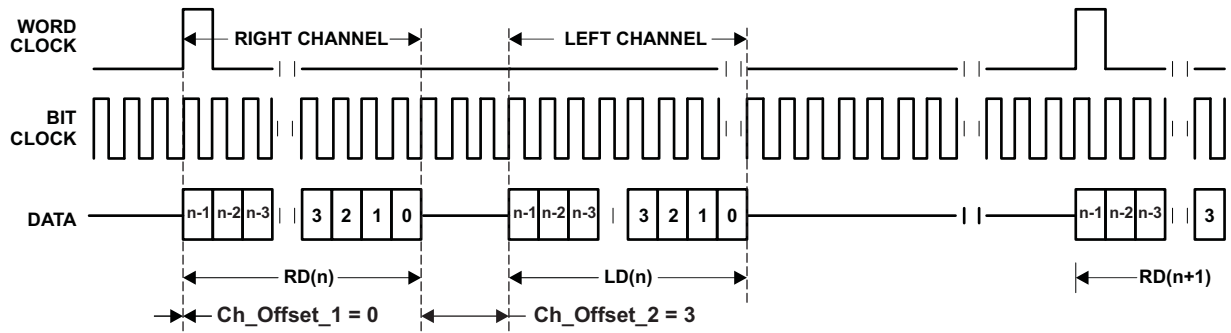 WORD
CLOCK
RIGHT CHANNEL
LEFT CHANNEL
BIT
CLOCK
DATA
n-1 n-2 n-3 3 2 1 0 n-1 n-2 n-3 3 2 1 0 n-1 n-2 n-3 3
RD(n) LD(n) RD(n+1)
Ch_Offset_1 = 0 Ch_Offset_2 = 3